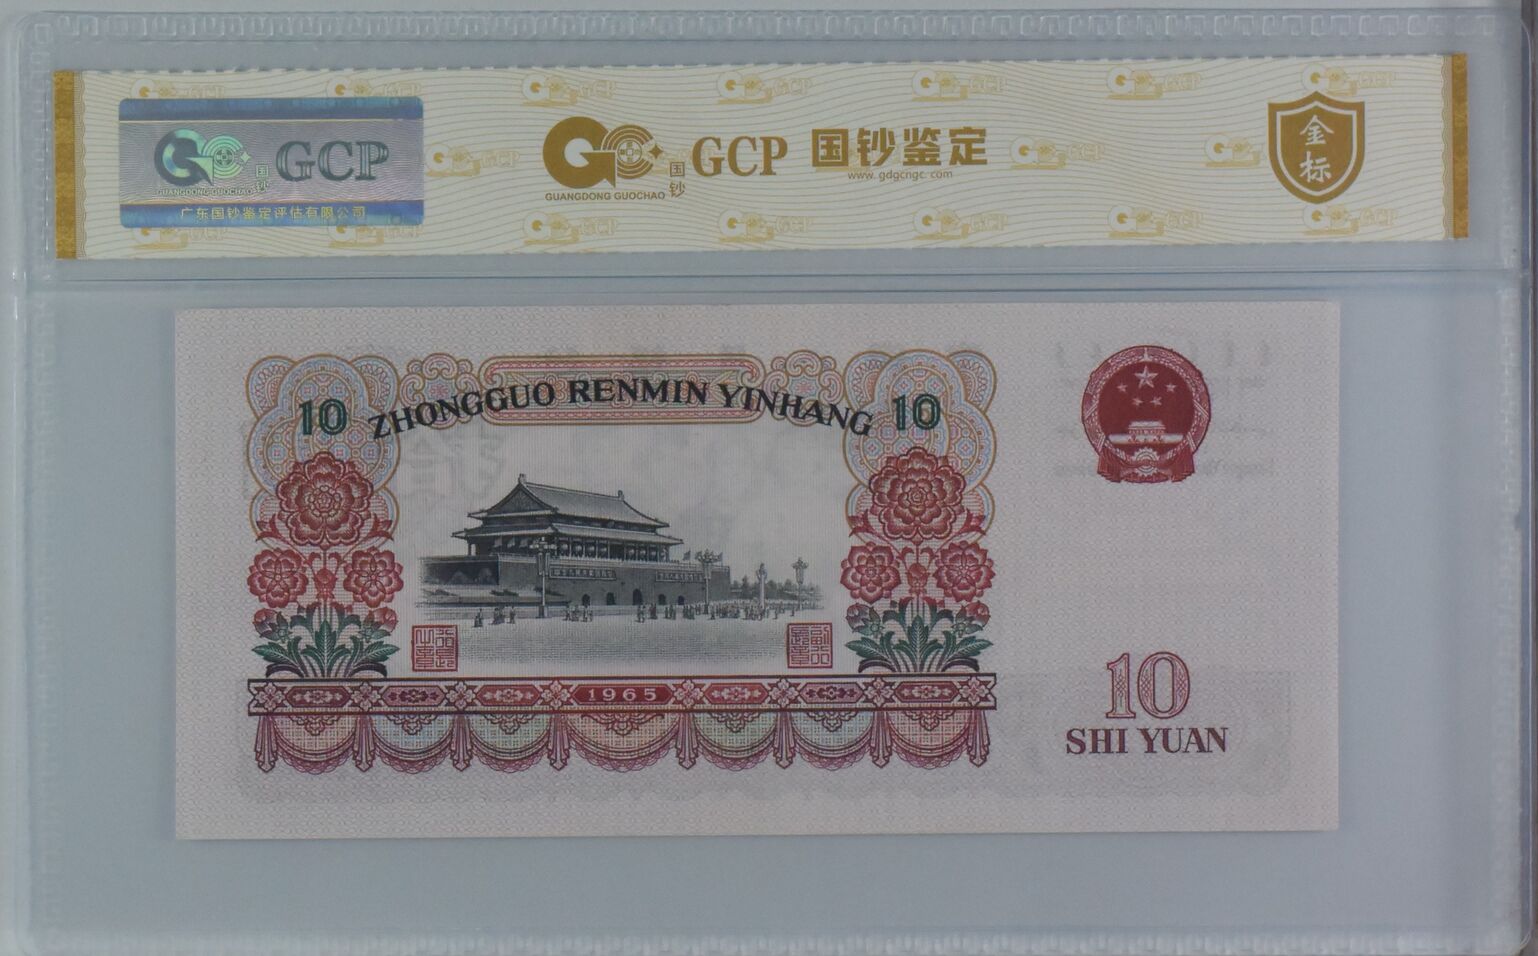 GCP
国钞
GUANGDONG GUOCHAO
广东国钞鉴定评估有限公司
GCP 国钞鉴定
国钞
GUANGDONG GUOCHAO
www.gdgcngc.com
金标
10 ZHONGGUO RENMIN YINHANG 10
1965
10
SHI YUAN